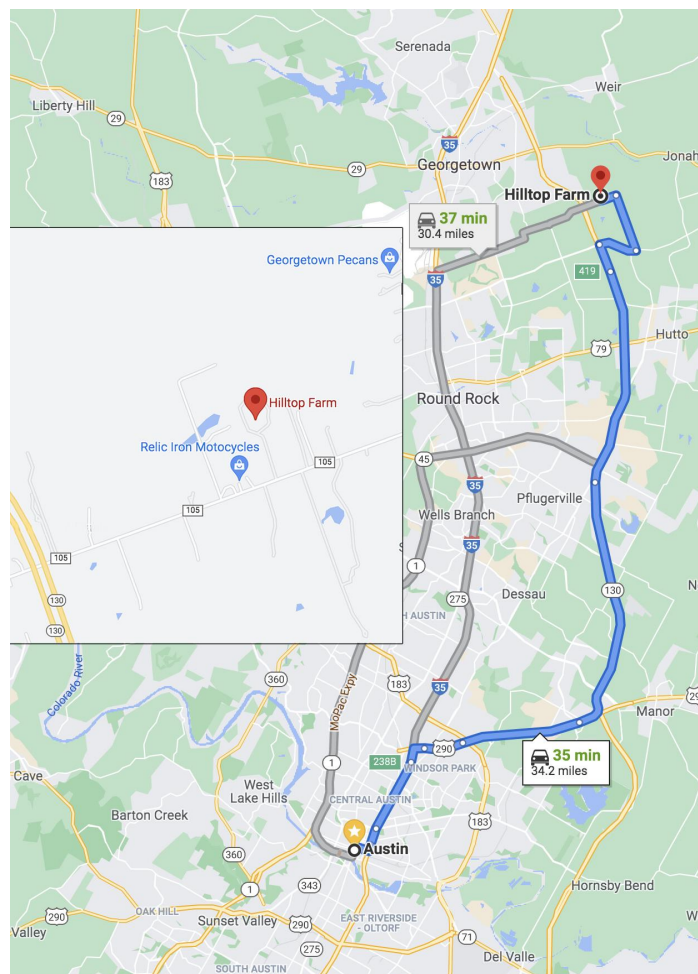 Serenada
Weir
Liberty Hill
29
35
183
29
Georgetown
Jonah
Hilltop Farm
37 min
30.4 miles
Georgetown Pecans
35
419
Hutto
79
Hilltop Farm
Round Rock
Relic Iron Motocycles
105
45
35
Pflugerville
105
Wells Branch
35
105
1
130
275
Dessau
130
130
H AUSTIN
360
183
35
Colorado River
MoPac Expy
Manor
290
238B
WINDSOR PARK
1
35 min
34.2 miles
Cave
West
Lake Hills
CENTRAL AUSTIN
Barton Creek
183
Austin
360
1
343
Hornsby Bend
OAK HILL
290
Sunset Valley
EAST RIVERSIDE
- OLTORF
290
Valley
275
71
Del Valle
SOUTH AUSTIN